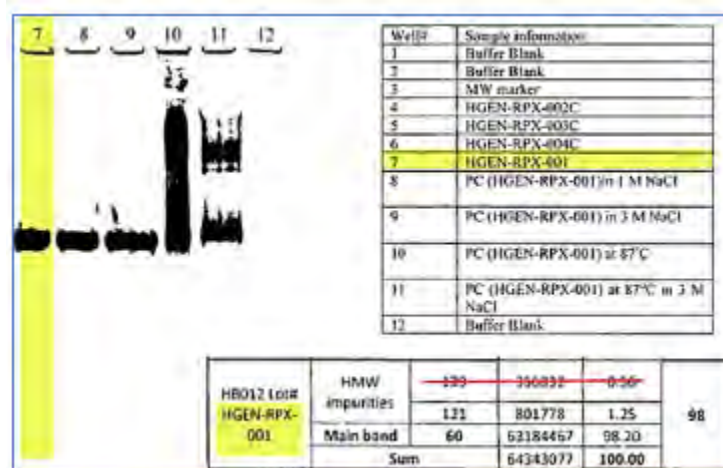 7 8 9 10 11 12
Well# Sample information
1 Buffer Blank
2 Buffer Blank
3 MW marker
4 HGEN-RPX-002C
5 HGEN-RPX-003C
6 HGEN-RPX-004C
7 HGEN-RPX-001
8 PC (HGEN-RPX-001)in 1 M NaCl
9 PC (HGEN-RPX-001) in 3 M NaCl
10 PC (HGEN-RPX-001) at 87°C
11 PC (HGEN-RPX-001) at 87°C in 3 M
NaCl
12 Buffer Blank
HB012 Lot#
HGEN-RPX-
001
HMW
impurities
121 801778 1.25
98
Main band 60 63184467 98.20
Sum 64343077 100.00